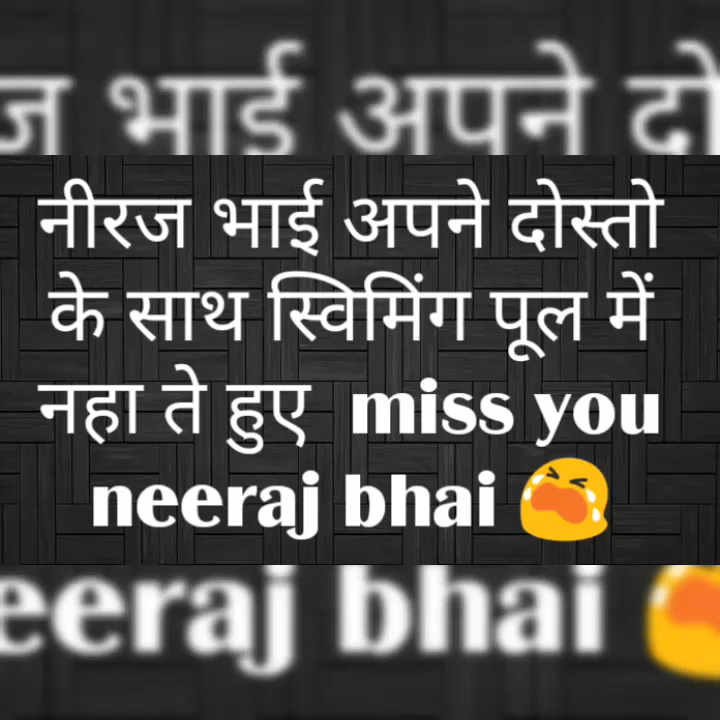 ज भाई अपने दो
नीरज भाई अपने दोस्तो
के साथ स्विमिंग पूल में
नहा ते हुए miss you
neeraj bhai 😭
eeraj bhai